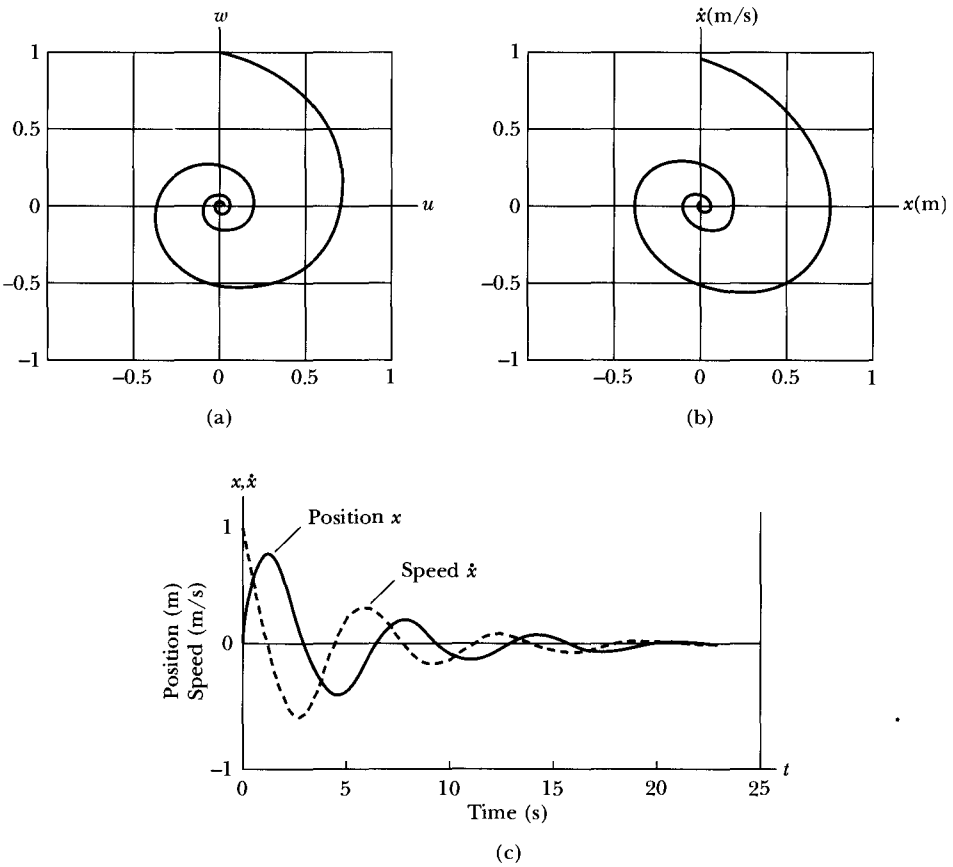 w
1
0.5
0
−0.5
−1
−0.5 0 0.5 1
u
(a)
ẋ(m/s)
1
0.5
0
−0.5
−1
−0.5 0 0.5 1
x(m)
(b)
x,ẋ
1
0
−1
Position (m)
Speed (m/s)
Position x
Speed ẋ
0 5 10 15 20 25
t
Time (s)
(c)